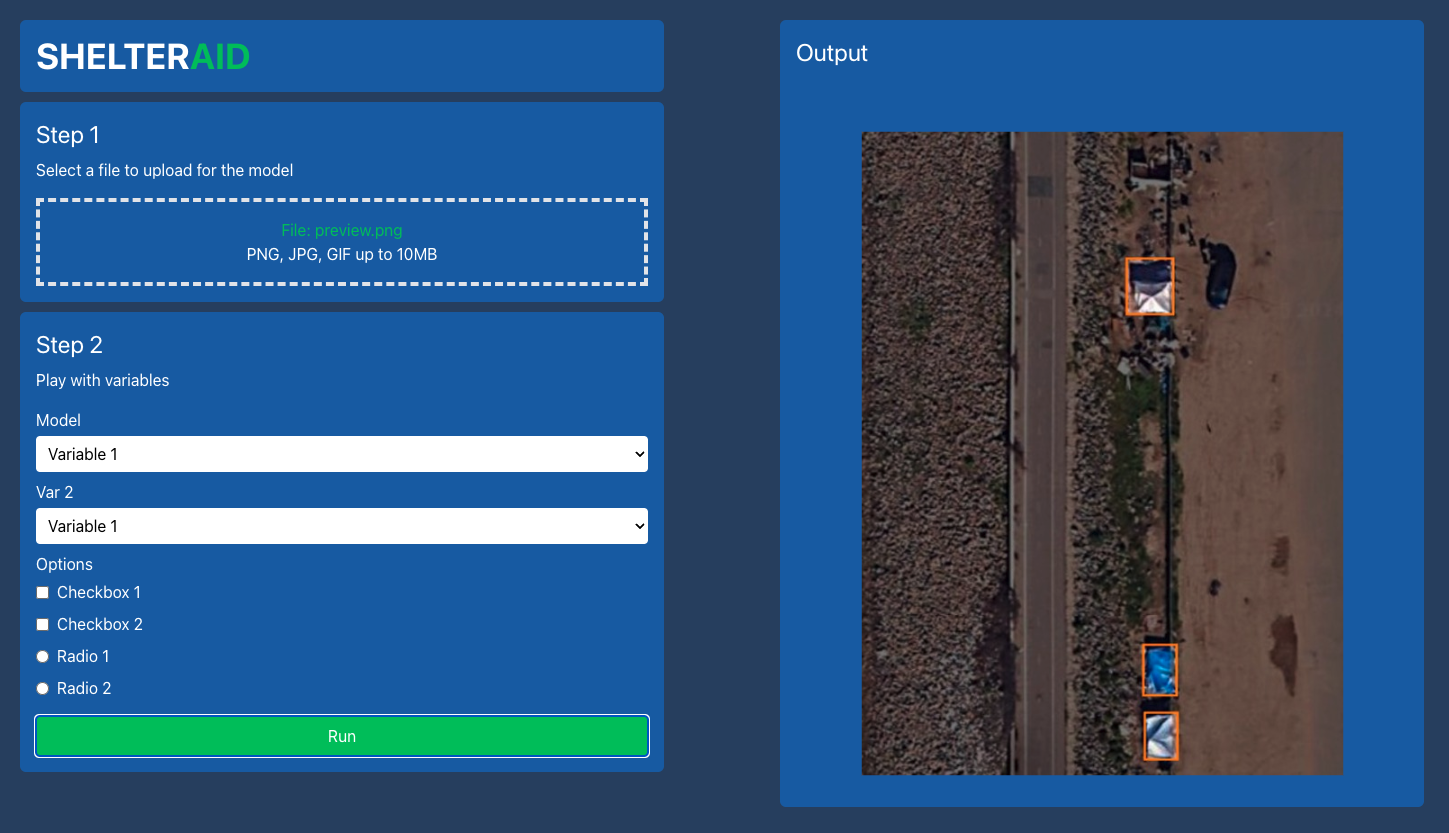 SHELTERAID
Step 1
Select a file to upload for the model
File: preview.png
PNG, JPG, GIF up to 10MB
Step 2
Play with variables
Model
Variable 1
Var 2
Variable 1
Options
Checkbox 1
Checkbox 2
Radio 1
Radio 2
Run
Output